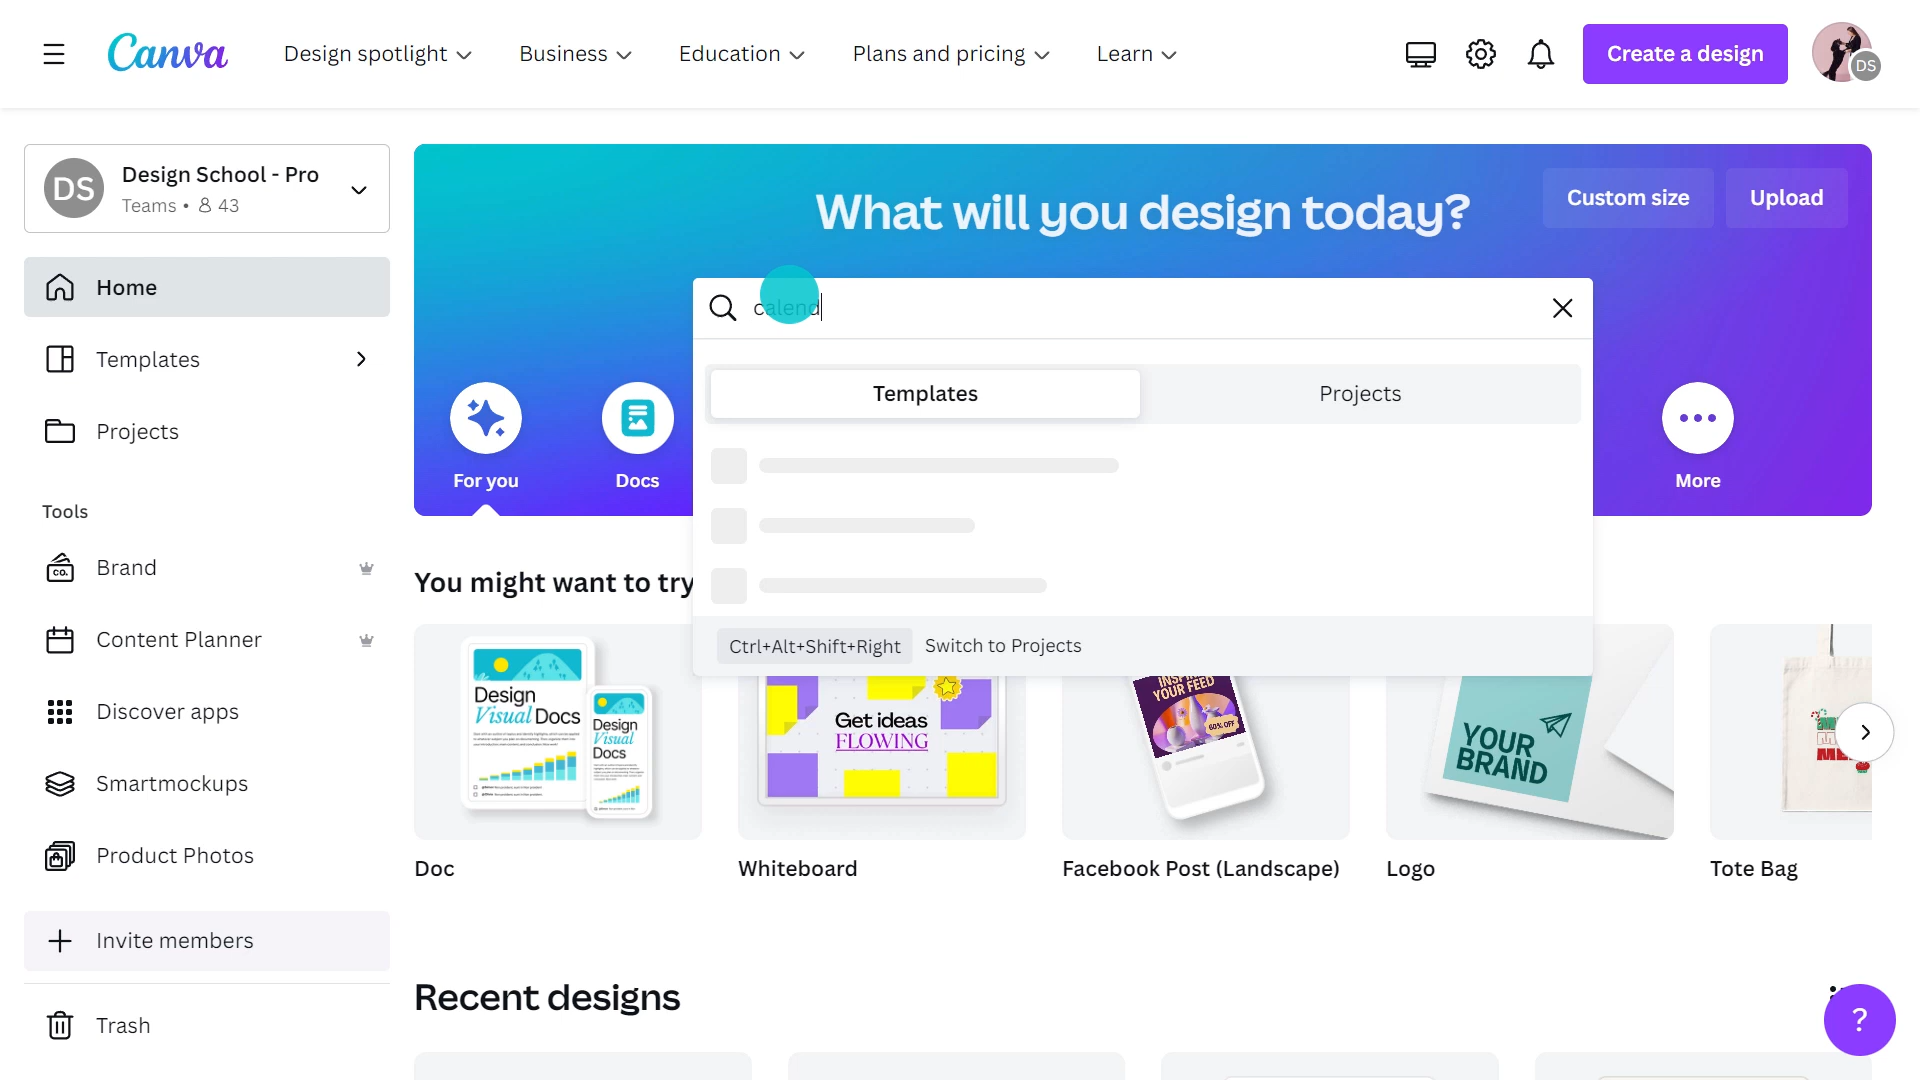 Canva
Design spotlight
Business
Education
Plans and pricing
Learn
Create a design
DS
DS
Design School - Pro
Teams • 43
Home
Templates
Projects
Tools
Brand
Content Planner
Discover apps
Smartmockups
Product Photos
Invite members
Trash
What will you design today?
Custom size
Upload
calend
Templates
Projects
Ctrl+Alt+Shift+Right
Switch to Projects
For you
Docs
More
You might want to try
Design
Visual Docs
Design
Visual
Docs
Get ideas
FLOWING
YOUR FEED
60% OFF
YOUR
BRAND
Doc
Whiteboard
Facebook Post (Landscape)
Logo
Tote Bag
Recent designs
?